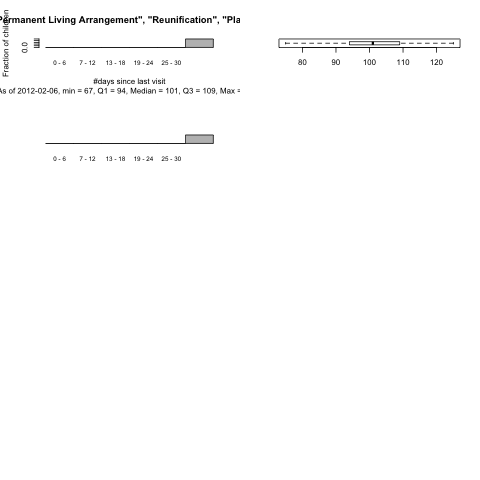 Permanent Living Arrangement", "Reunification", "Pla
Fraction of children
0.0
0 - 6 7 - 12 13 - 18 19 - 24 25 - 30
#days since last visit
As of 2012-02-06, min = 67, Q1 = 94, Median = 101, Q3 = 109, Max =
80 90 100 110 120
0 - 6 7 - 12 13 - 18 19 - 24 25 - 30